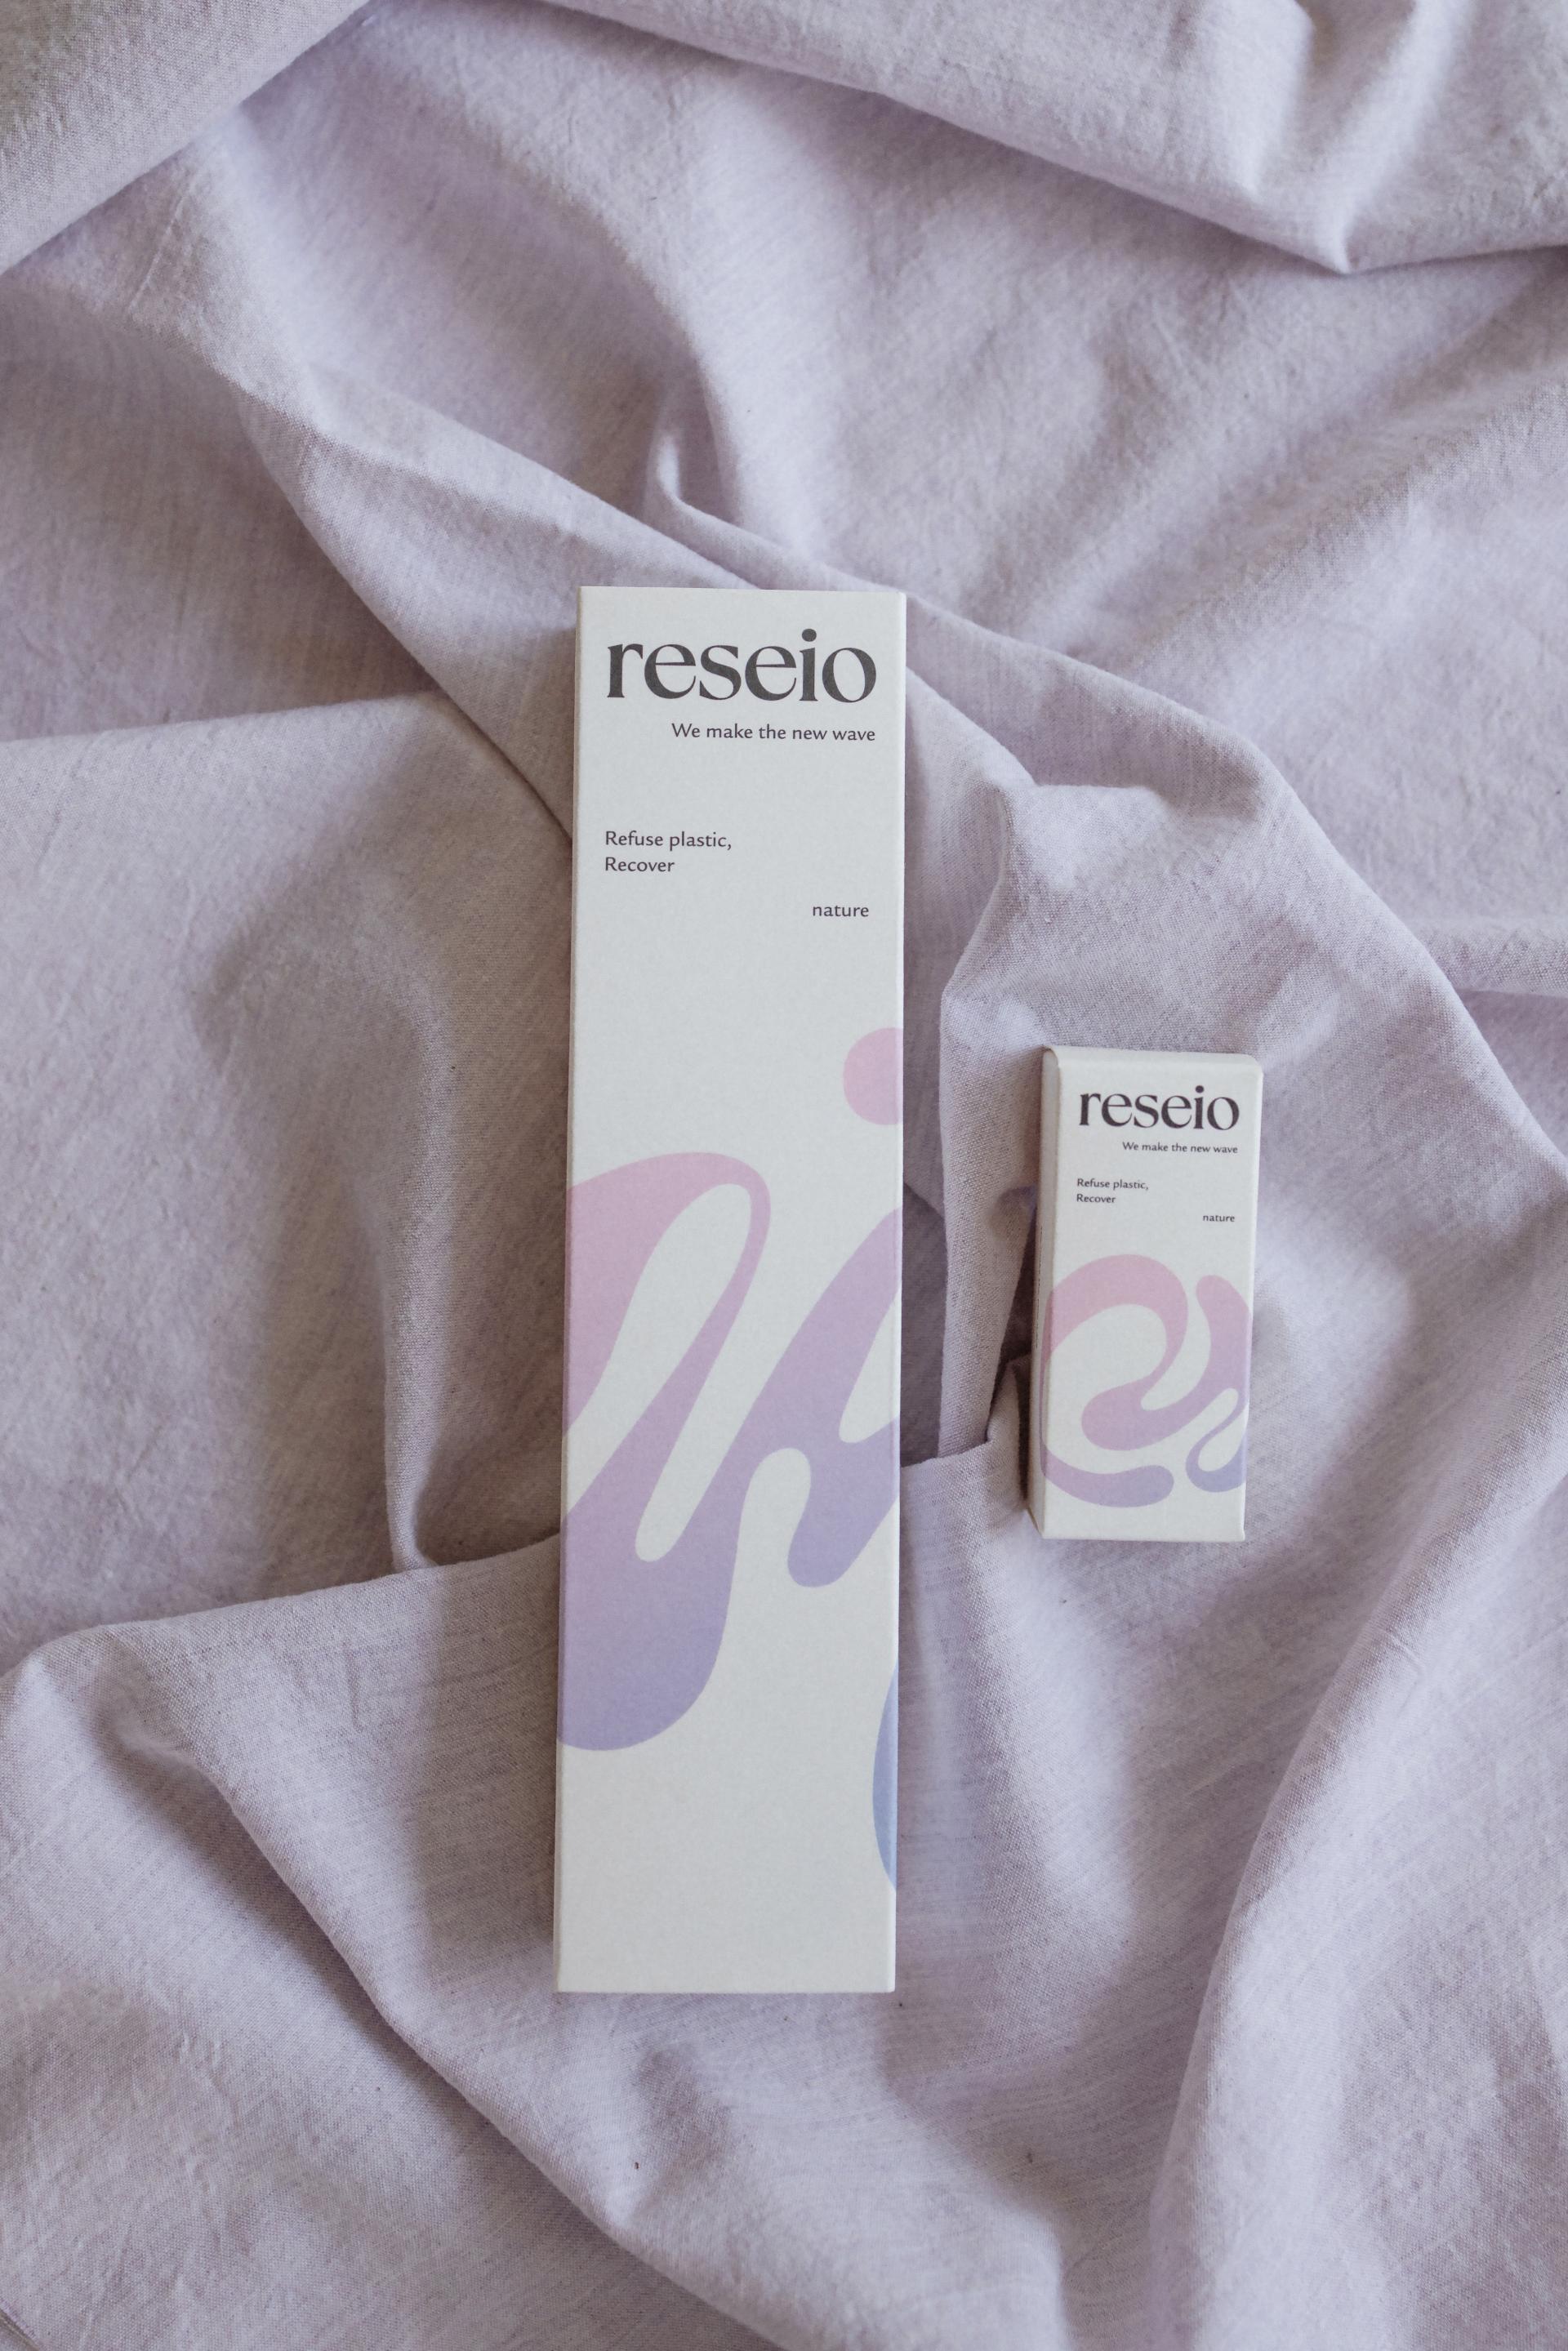 reseio
We make the new wave
Refuse plastic,
Recover
nature
reseio
We make the new wave
Refuse plastic,
Recover
nature